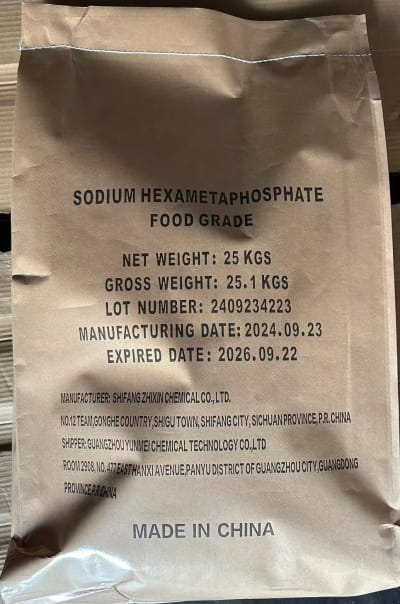 SODIUM HEXAMETAPHOSPHATE
FOOD GRADE
NET WEIGHT: 25 KGS
GROSS WEIGHT: 25.1 KGS
LOT NUMBER: 2409234223
MANUFACTURING DATE: 2024.09.23
EXPIRED DATE: 2026.09.22
MANUFACTURER: SHIFANG ZHIXIN CHEMICAL CO., LTD.
NO.12 TEAM,GONGHE COUNTRY,SHIGU TOWN, SHIFANG CITY, SICHUAN PROVINCE, P.R. CHINA
SHIPPER: GUANGZHOU YUNMEI CHEMICAL TECHNOLOGY CO.,LTD
ROOM 2908, NO. 477 EAST HANXI AVENUE,PANYU DISTRICT OF GUANGZHOU CITY,GUANGDONG
PROVINCE,P.R.CHINA
MADE IN CHINA